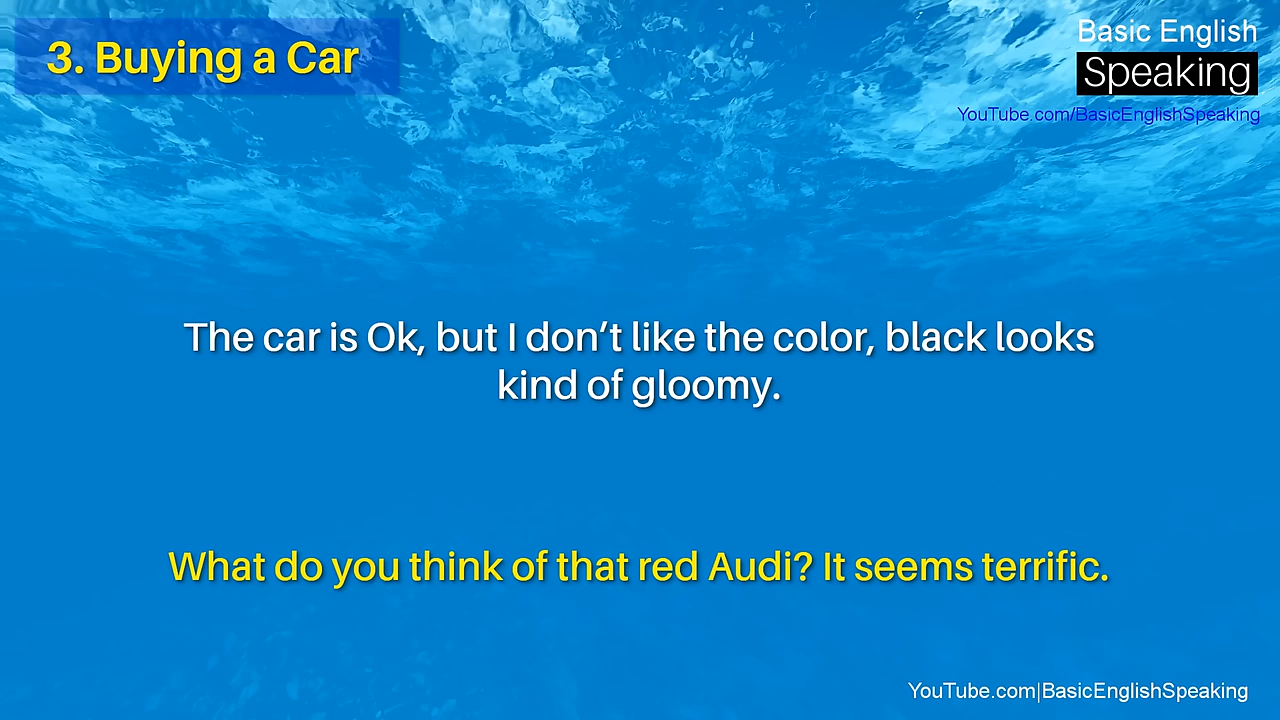 3. Buying a Car
Basic English
Speaking
YouTube.com/BasicEnglishSpeaking
The car is Ok, but I don’t like the color, black looks
kind of gloomy.
What do you think of that red Audi? It seems terrific.
YouTube.com|BasicEnglishSpeaking